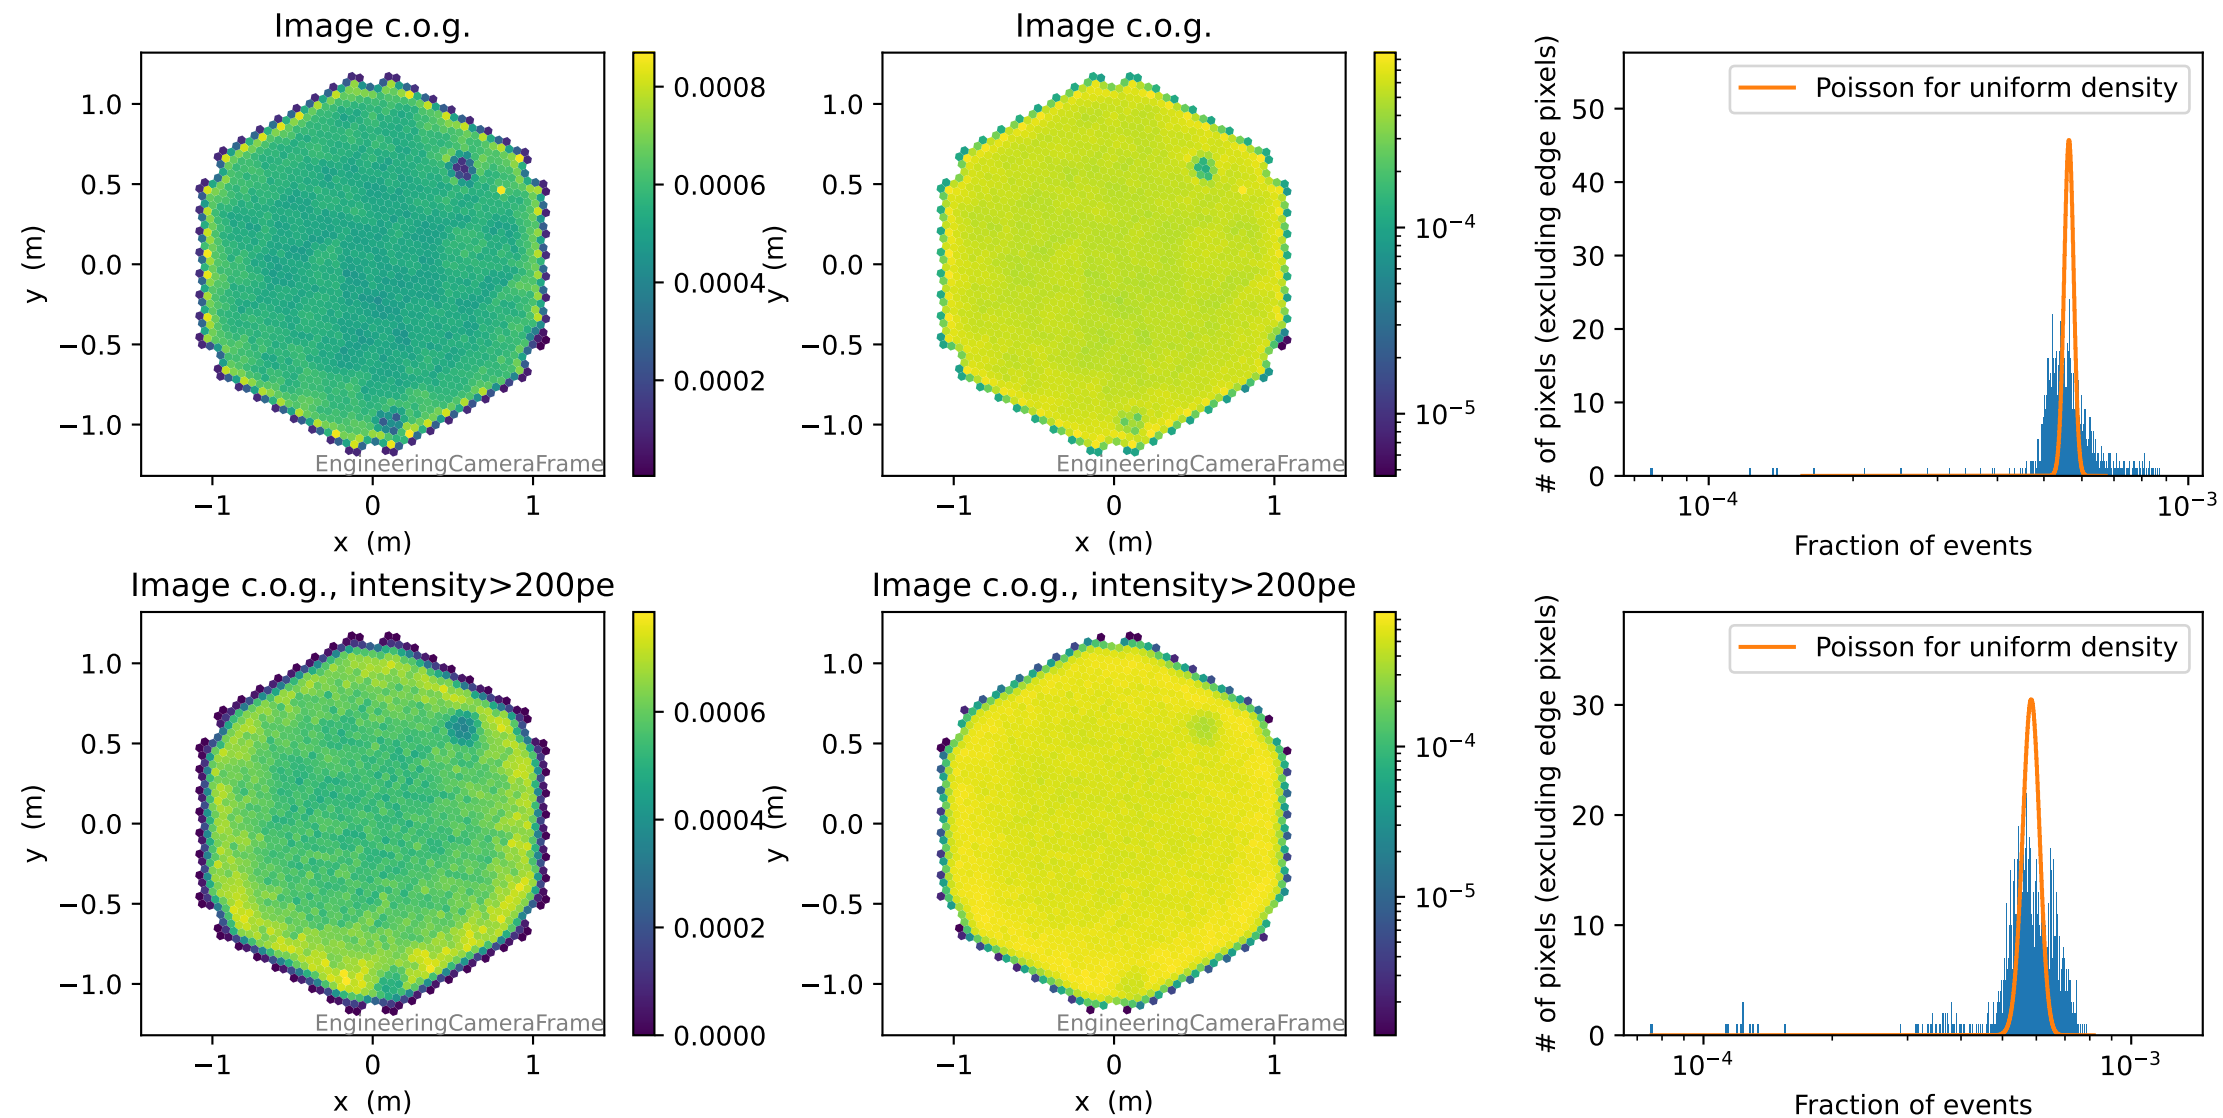 Image c.o.g.
1.0
0.5
0.0
−0.5
−1.0
y (m)
−1
0
1
x (m)
EngineeringCameraFrame
0.0008
0.0006
0.0004
0.0002
Image c.o.g.
1.0
0.5
0.0
−0.5
−1.0
y (m)
−1
0
1
x (m)
EngineeringCameraFrame
10−4
10−5
# of pixels (excluding edge pixels)
50
40
30
20
10
0
Poisson for uniform density
10−4
10−3
Fraction of events
Image c.o.g., intensity>200pe
1.0
0.5
0.0
−0.5
−1.0
y (m)
−1
0
1
x (m)
EngineeringCameraFrame
0.0006
0.0004
0.0002
0.0000
Image c.o.g., intensity>200pe
1.0
0.5
0.0
−0.5
−1.0
y (m)
−1
0
1
x (m)
EngineeringCameraFrame
10−4
10−5
# of pixels (excluding edge pixels)
30
20
10
0
Poisson for uniform density
10−4
10−3
Fraction of events